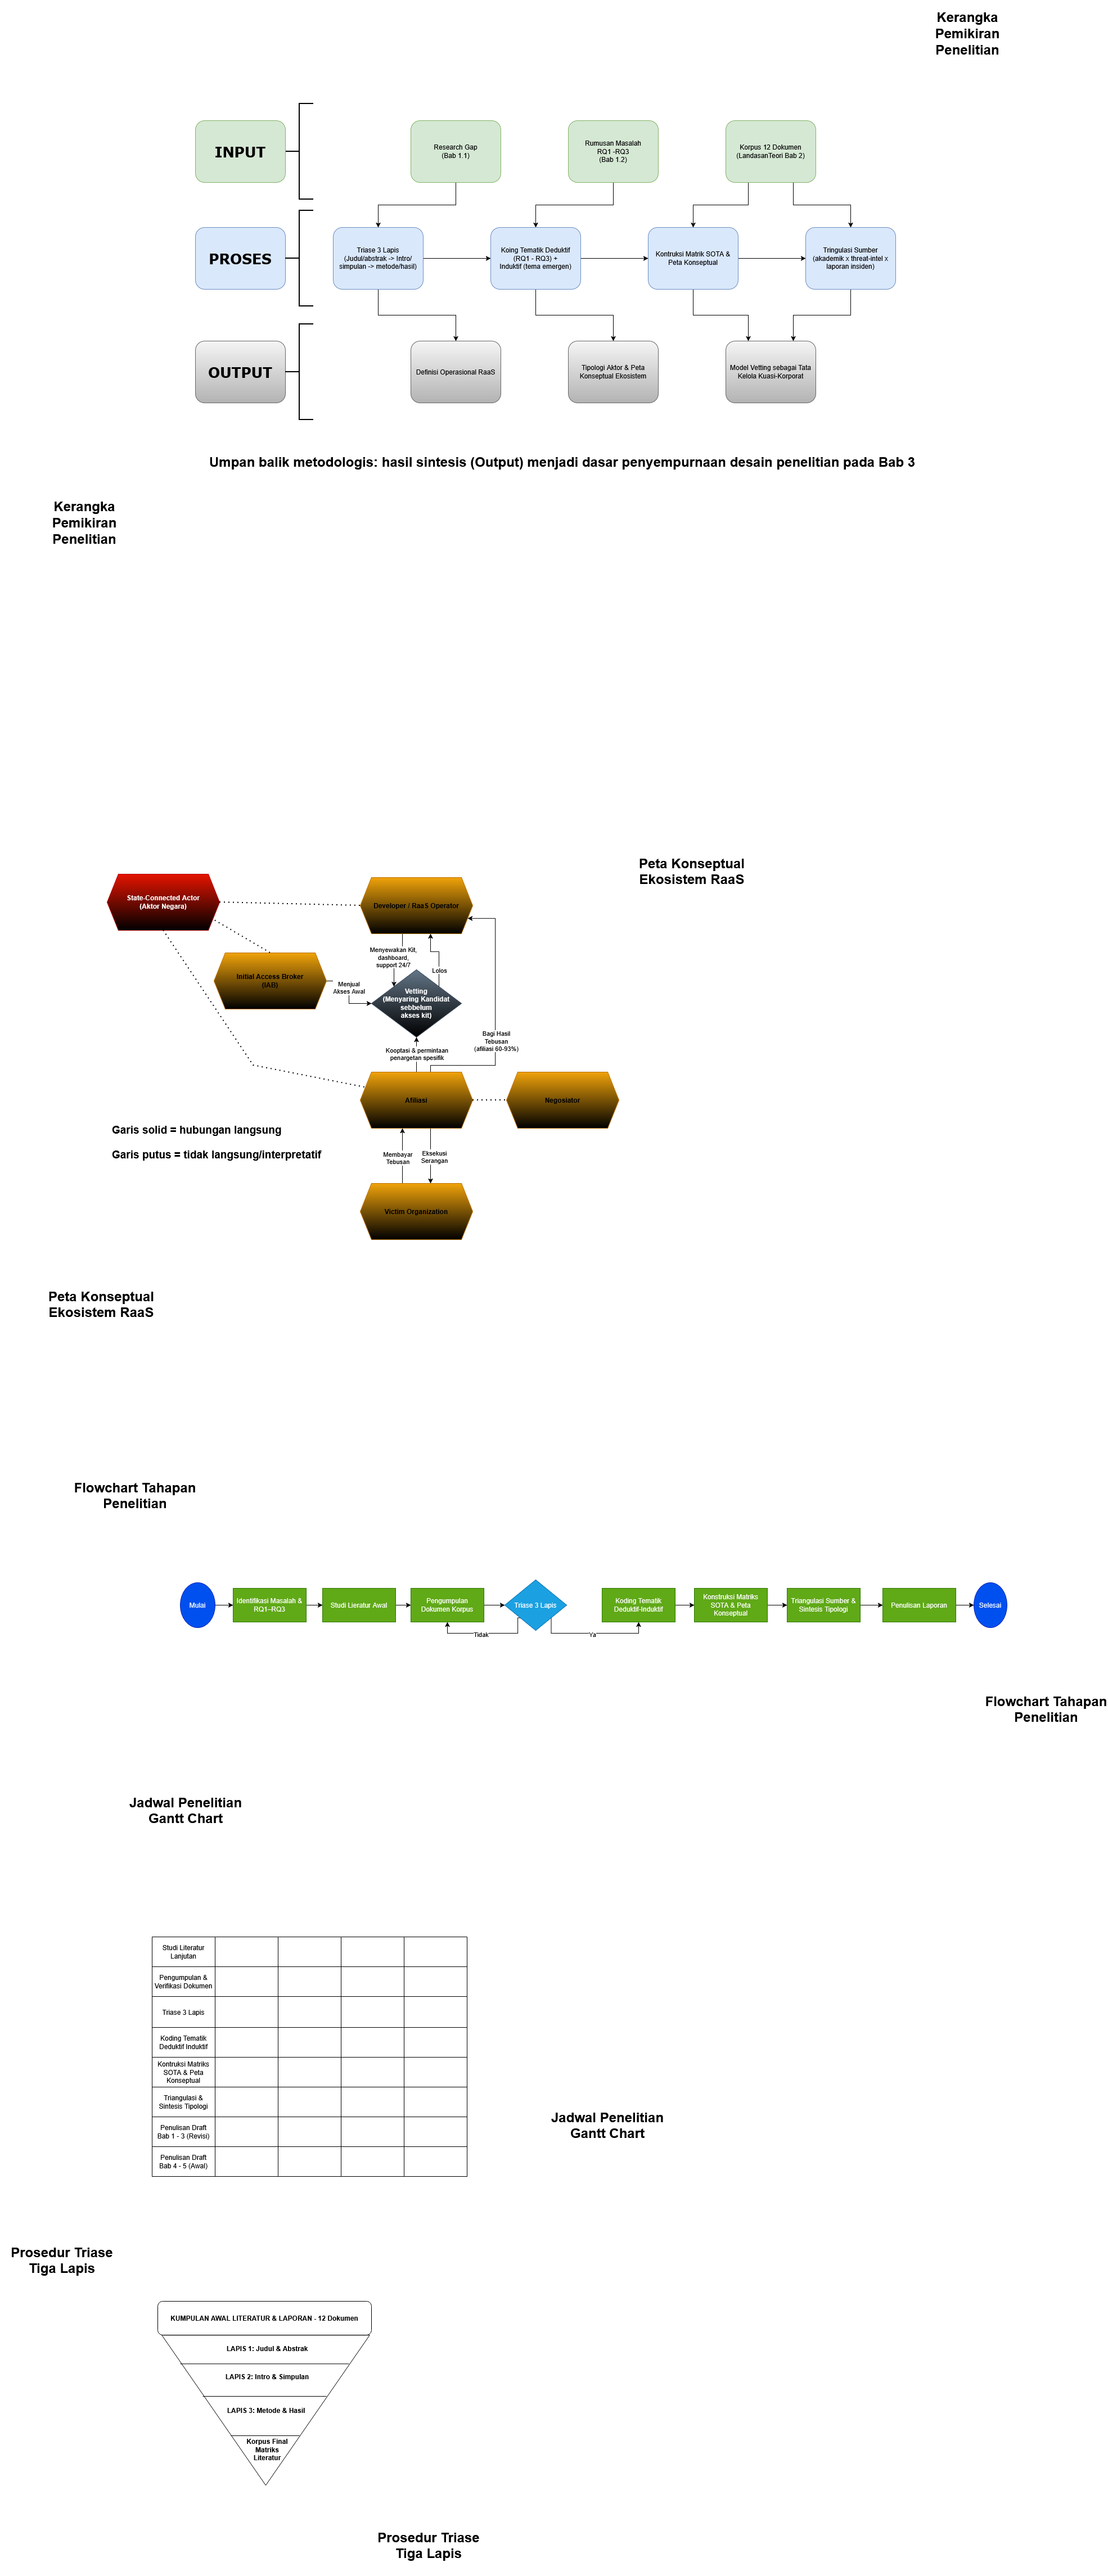 Kerangka
Pemikiran
Penelitian
INPUT
Research Gap
(Bab 1.1)
Rumusan Masalah
RQ1 -RQ3
(Bab 1.2)
Korpus 12 Dokumen
(LandasanTeori Bab 2)
PROSES
Triase 3 Lapis
(Judul/abstrak -> Intro/
simpulan -> metode/hasil)
Koing Tematik Deduktif
(RQ1 - RQ3) +
Induktif (tema emergen)
Kontruksi Matrik SOTA &
Peta Konseptual
Tringulasi Sumber
(akademik x threat-intel x
laporan insiden)
OUTPUT
Definisi Operasional RaaS
Tipologi Aktor & Peta
Konseptual Ekosistem
Model Vetting sebagai Tata
Kelola Kuasi-Korporat
Umpan balik metodologis: hasil sintesis (Output) menjadi dasar penyempurnaan desain penelitian pada Bab 3
Kerangka
Pemikiran
Penelitian
Peta Konseptual
Ekosistem RaaS
State-Connected Actor
(Aktor Negara)
Developer / RaaS Operator
Menyewakan Kit,
dashboard,
support 24/7
Lolos
Initial Access Broker
(IAB)
Menjual
Akses Awal
Vetting
(Menyaring Kandidat
sebbelum
akses kit)
Bagi Hasil
Tebusan
(afiliasi 60-93%)
Kooptasi & permintaan
penargetan spesifik
Afiliasi
Negosiator
Garis solid = hubungan langsung
Garis putus = tidak langsung/interpretatif
Membayar
Tebusan
Eksekusi
Serangan
Victim Organization
Peta Konseptual
Ekosistem RaaS
Flowchart Tahapan
Penelitian
Mulai
Identifikasi Masalah &
RQ1–RQ3
Studi Lieratur Awal
Pengumpulan
Dokumen Korpus
Triase 3 Lapis
Koding Tematik
Deduktif-Induktif
Konstruksi Matriks
SOTA & Peta
Konseptual
Triangulasi Sumber &
Sintesis Tipologi
Penulisan Laporan
Selesai
Tidak
Ya
Flowchart Tahapan
Penelitian
Jadwal Penelitian
Gantt Chart
Studi Literatur
Lanjutan
Pengumpulan &
Verifikasi Dokumen
Triase 3 Lapis
Koding Tematik
Deduktif Induktif
Kontruksi Matriks
SOTA & Peta
Konseptual
Triangulasi &
Sintesis Tipologi
Penulisan Draft
Bab 1 - 3 (Revisi)
Penulisan Draft
Bab 4 - 5 (Awal)
Jadwal Penelitian
Gantt Chart
Prosedur Triase
Tiga Lapis
KUMPULAN AWAL LITERATUR & LAPORAN - 12 Dokumen
LAPIS 1: Judul & Abstrak
LAPIS 2: Intro & Simpulan
LAPIS 3: Metode & Hasil
Korpus Final
Matriks
Literatur
Prosedur Triase
Tiga Lapis